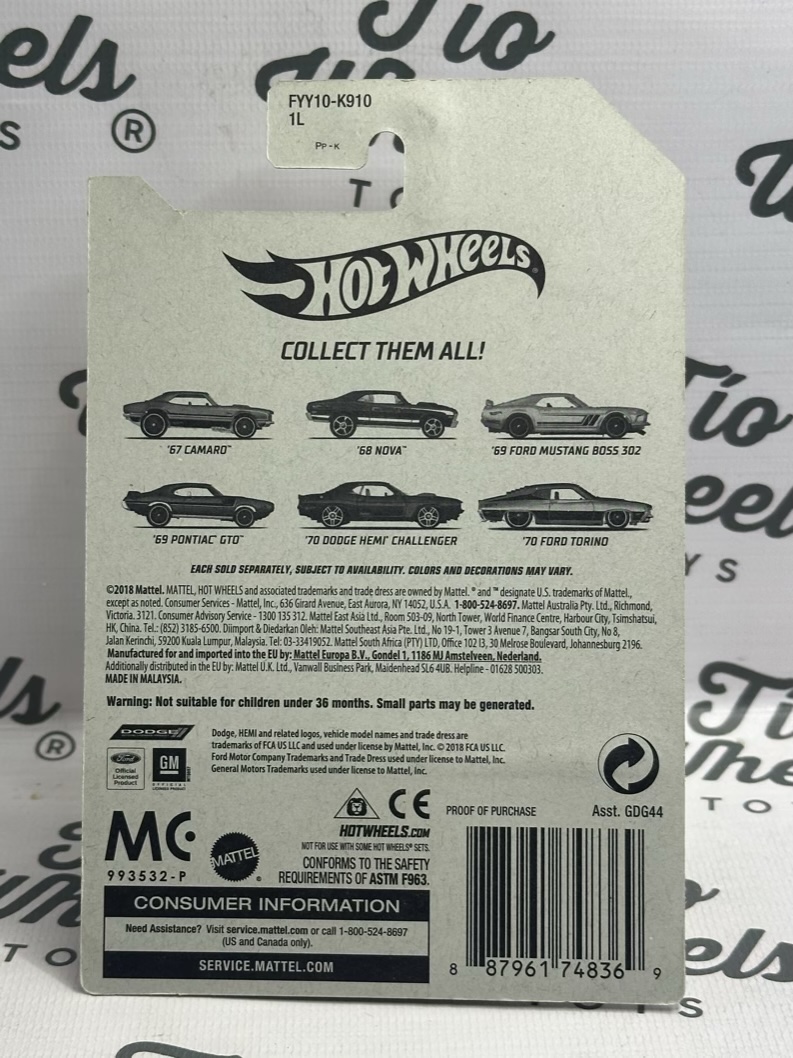 Tío
els
S ®
FYY10-K910
1L
PP-K
T O
HOT WHEELS
COLLECT THEM ALL!
'67 CAMARO™
'68 NOVA™
'69 FORD MUSTANG BOSS 302
'69 PONTIAC® GTO™
'70 DODGE HEMI® CHALLENGER
'70 FORD TORINO
EACH SOLD SEPARATELY, SUBJECT TO AVAILABILITY. COLORS AND DECORATIONS MAY VARY.
©2018 Mattel. MATTEL, HOT WHEELS and associated trademarks and trade dress are owned by Mattel. ® and ™ designate U.S. trademarks of Mattel.,
except as noted. Consumer Services - Mattel, Inc., 636 Girard Avenue, East Aurora, NY 14052, U.S.A. 1-800-524-8697. Mattel Australia Pty. Ltd., Richmond,
Victoria. 3121. Consumer Advisory Service - 1300 135 312. Mattel East Asia Ltd., Room 503-09, North Tower, World Finance Centre, Harbour City, Tsimshatsui,
HK, China. Tel.: (852) 3185-6500. Diimport & Diedarkan Oleh: Mattel Southeast Asia Pte. Ltd., No 19-1, Tower 3 Avenue 7, Bangsar South City, No 8,
Jalan Kerinchi, 59200 Kuala Lumpur, Malaysia. Tel: 03-33419052. Mattel South Africa (PTY) LTD, Office 102 I3, 30 Melrose Boulevard, Johannesburg 2196.
Manufactured for and imported into the EU by: Mattel Europa B.V., Gondel 1, 1186 MJ Amstelveen, Nederland.
Additionally distributed in the EU by: Mattel U.K. Ltd., Vanwall Business Park, Maidenhead SL6 4UB. Helpline - 01628 500303.
MADE IN MALAYSIA.
Warning: Not suitable for children under 36 months. Small parts may be generated.
DODGE
Ford
Official
Licensed
Product
GM
Dodge, HEMI and related logos, vehicle model names and trade dress are
trademarks of FCA US LLC and used under license by Mattel, Inc. © 2018 FCA US LLC.
Ford Motor Company Trademarks and Trade Dress used under license to Mattel, Inc.
General Motors Trademarks used under license to Mattel, Inc.
MC
993532-P
MATTEL
CE
HOTWHEELS.COM
NOT FOR USE WITH SOME HOT WHEELS® SETS.
CONFORMS TO THE SAFETY
REQUIREMENTS OF ASTM F963.
PROOF OF PURCHASE
Asst. GDG44
CONSUMER INFORMATION
Need Assistance? Visit service.mattel.com or call 1-800-524-8697
(US and Canada only).
SERVICE.MATTEL.COM
8 87961 74836 9
Tío
eels
Y S
®
Tío
Whe
T O
eels
T O Y S